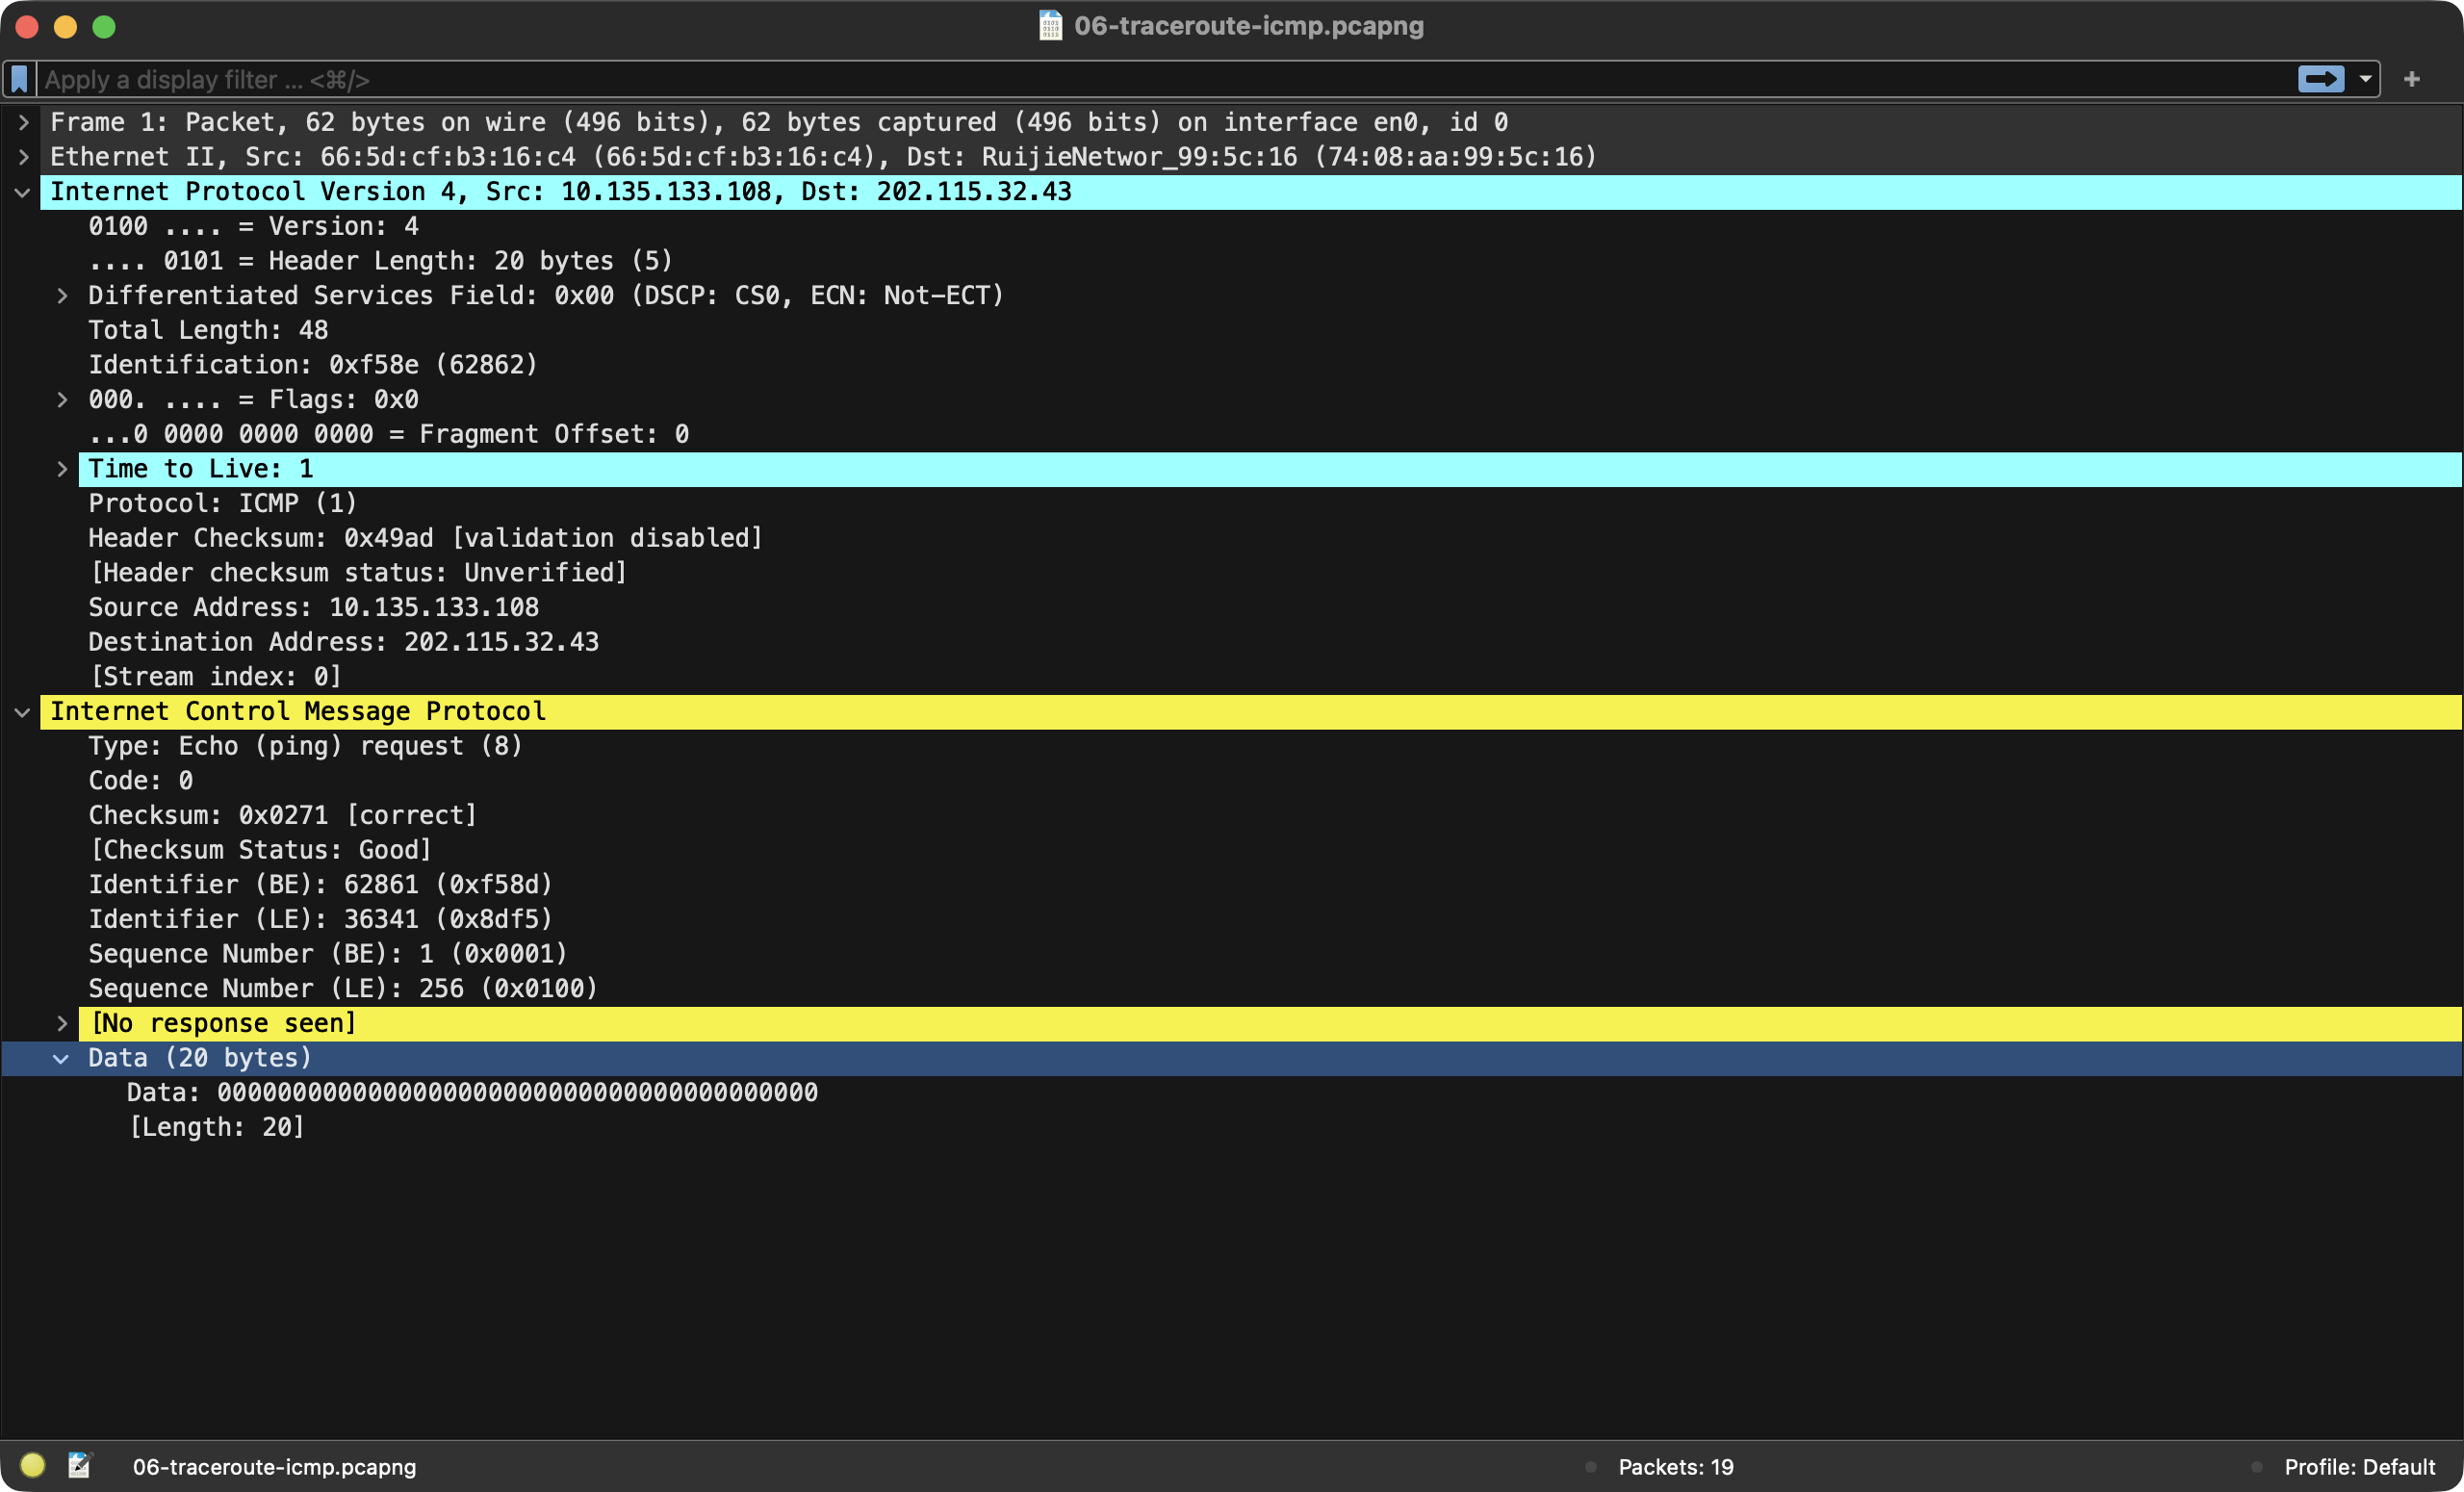 06-traceroute-icmp.pcapng
Apply a display filter ... <⌘/>
Frame 1: Packet, 62 bytes on wire (496 bits), 62 bytes captured (496 bits) on interface en0, id 0
Ethernet II, Src: 66:5d:cf:b3:16:c4 (66:5d:cf:b3:16:c4), Dst: RuijieNetwor_99:5c:16 (74:08:aa:99:5c:16)
Internet Protocol Version 4, Src: 10.135.133.108, Dst: 202.115.32.43
0100 .... = Version: 4
.... 0101 = Header Length: 20 bytes (5)
Differentiated Services Field: 0x00 (DSCP: CS0, ECN: Not-ECT)
Total Length: 48
Identification: 0xf58e (62862)
000. .... = Flags: 0x0
...0 0000 0000 0000 = Fragment Offset: 0
Time to Live: 1
Protocol: ICMP (1)
Header Checksum: 0x49ad [validation disabled]
[Header checksum status: Unverified]
Source Address: 10.135.133.108
Destination Address: 202.115.32.43
[Stream index: 0]
Internet Control Message Protocol
Type: Echo (ping) request (8)
Code: 0
Checksum: 0x0271 [correct]
[Checksum Status: Good]
Identifier (BE): 62861 (0xf58d)
Identifier (LE): 36341 (0x8df5)
Sequence Number (BE): 1 (0x0001)
Sequence Number (LE): 256 (0x0100)
[No response seen]
Data (20 bytes)
Data: 0000000000000000000000000000000000000000
[Length: 20]
06-traceroute-icmp.pcapng
Packets: 19
Profile: Default